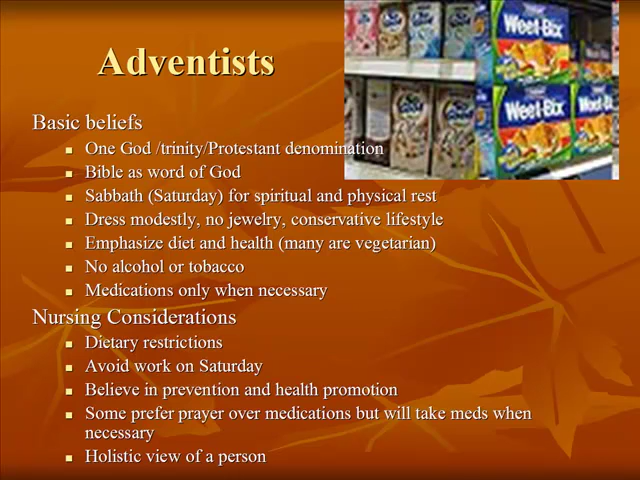 Adventists
Weet-Bix
Weet-Bix
Basic beliefs
One God /trinity/Protestant denomination
Bible as word of God
Sabbath (Saturday) for spiritual and physical rest
Dress modestly, no jewelry, conservative lifestyle
Emphasize diet and health (many are vegetarian)
No alcohol or tobacco
Medications only when necessary
Nursing Considerations
Dietary restrictions
Avoid work on Saturday
Believe in prevention and health promotion
Some prefer prayer over medications but will take meds when
necessary
Holistic view of a person